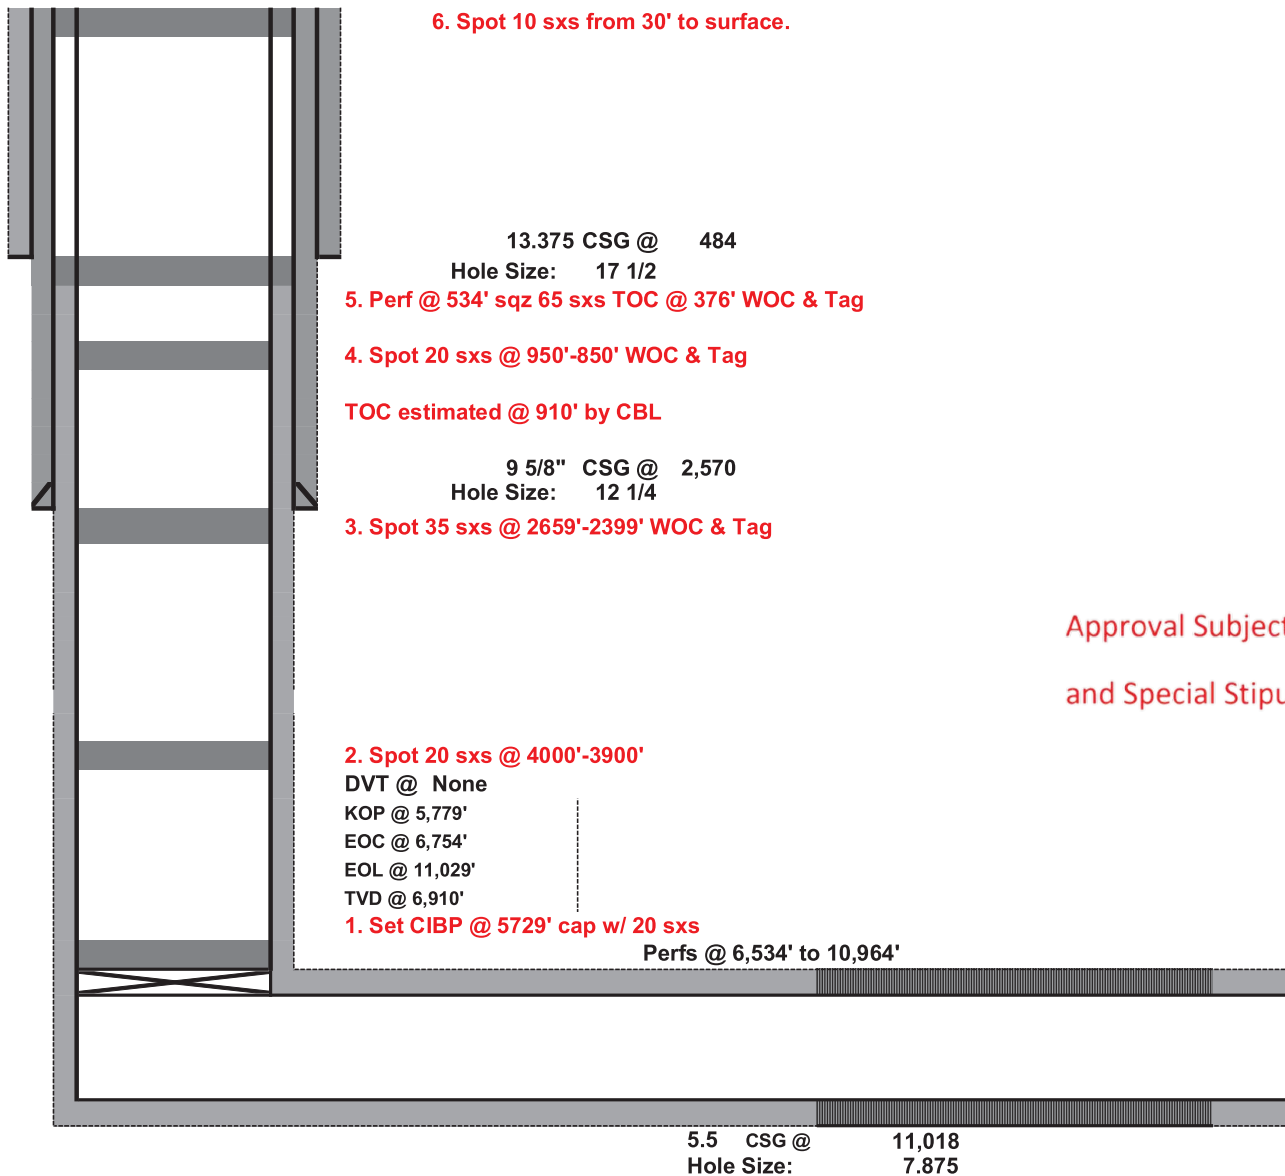 6. Spot 10 sxs from 30' to surface.
13.375 CSG @ 484
Hole Size: 17 1/2
5. Perf @ 534' sqz 65 sxs TOC @ 376' WOC & Tag
4. Spot 20 sxs @ 950'-850' WOC & Tag
TOC estimated @ 910' by CBL
9 5/8" CSG @ 2,570
Hole Size: 12 1/4
3. Spot 35 sxs @ 2659'-2399' WOC & Tag
Approval Subject
and Special Stipu
2. Spot 20 sxs @ 4000'-3900'
DVT @ None
KOP @ 5,779'
EOC @ 6,754'
EOL @ 11,029'
TVD @ 6,910'
1. Set CIBP @ 5729' cap w/ 20 sxs
Perfs @ 6,534' to 10,964'
5.5 CSG @ 11,018
Hole Size: 7.875